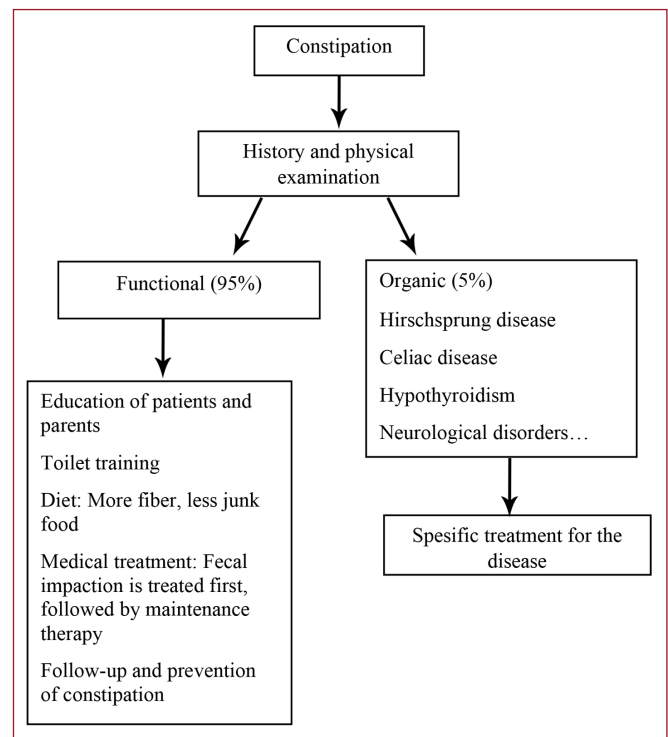 Constipation
History and physical
examination
Functional (95%)
Education of patients and
parents
Toilet training
Diet: More fiber, less junk
food
Medical treatment: Fecal
impaction is treated first,
followed by maintenance
therapy
Follow-up and prevention
of constipation
Organic (5%)
Hirschsprung disease
Celiac disease
Hypothyroidism
Neurological disorders…
Spesific treatment for the
disease